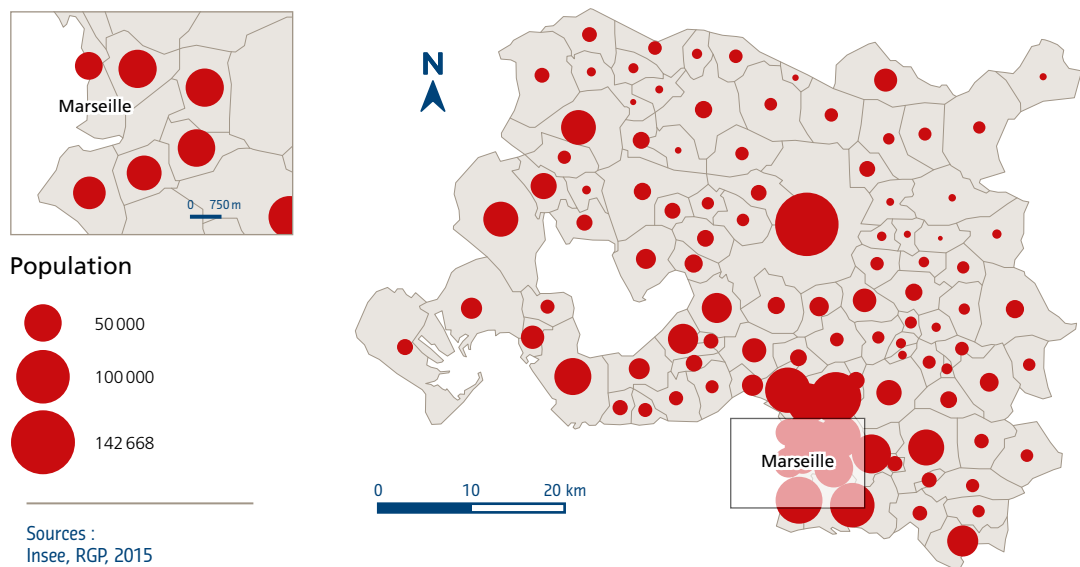 Marseille
0 750 m
N
Population
50 000
100 000
142 668
Sources :
Insee, RGP, 2015
0 10 20 km
Marseille